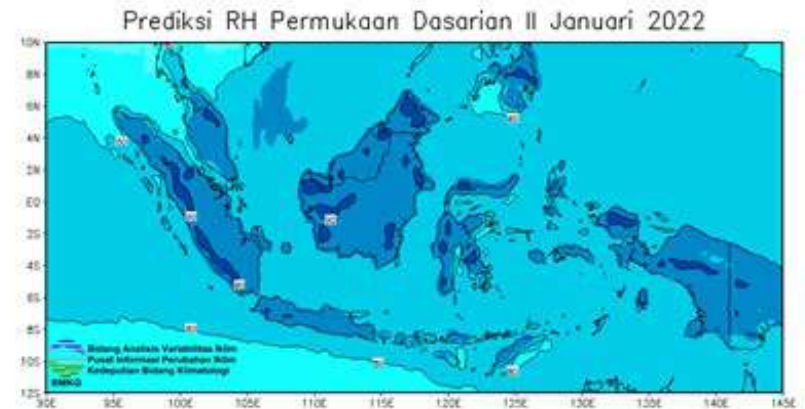 Prediksi RH Permukaan Dasarian II Januari 2022
10N
8N
6N
4N
2N
EQ
2S
4S
6S
8S
10S
12S
Bidang Analisis Variabilitas Iklim
Pusat Informasi Perubahan Iklim
Kedeputian Bidang Klimatologi
BMKG
90E 95E 100E 105E 110E 115E 120E 125E 130E 135E 140E 145E